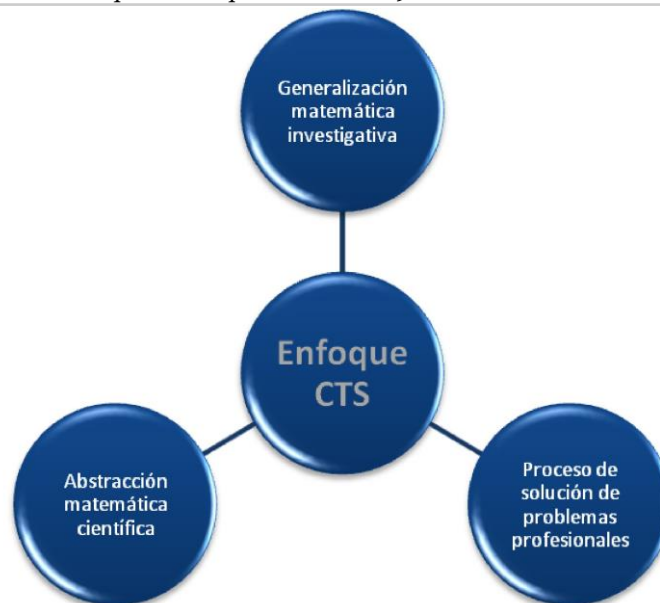 Generalización
matemática
investigativa
Enfoque
CTS
Abstracción
matemática
científica
Proceso de
solución de
problemas
profesionales